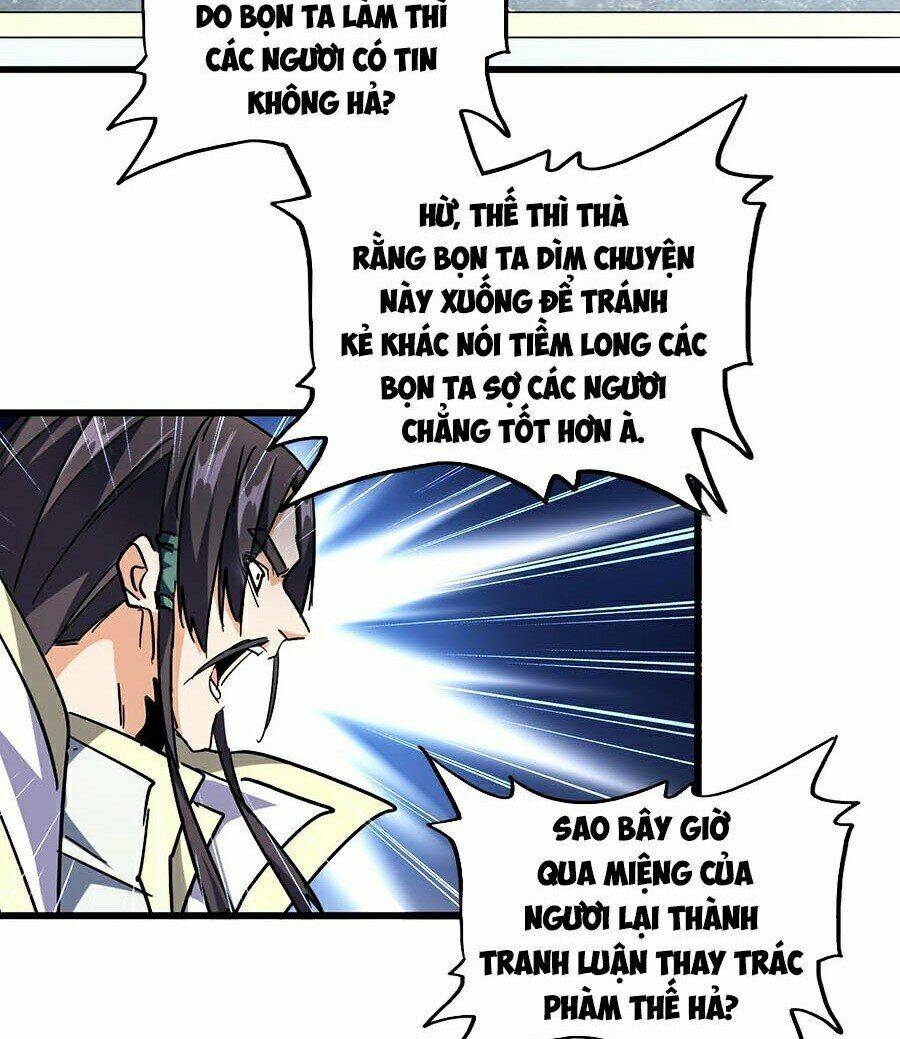 DO BỌN TA LÀM THÌ
CÁC NGƯƠI CÓ TIN
KHÔNG HẢ?
HỪ, THẾ THÌ THÀ
RẰNG BỌN TA DÌM CHUYỆN
NÀY XUỐNG ĐỂ TRÁNH
KẺ KHÁC NÓI TIỀM LONG CÁC
BỌN TA SỢ CÁC NGƯƠI
CHẲNG TỐT HƠN À.
SAO BÂY GIỜ
QUA MIỆNG CỦA
NGƯƠI LẠI THÀNH
TRANH LUẬN THAY TRÁC
PHÀM THẾ HẢ?